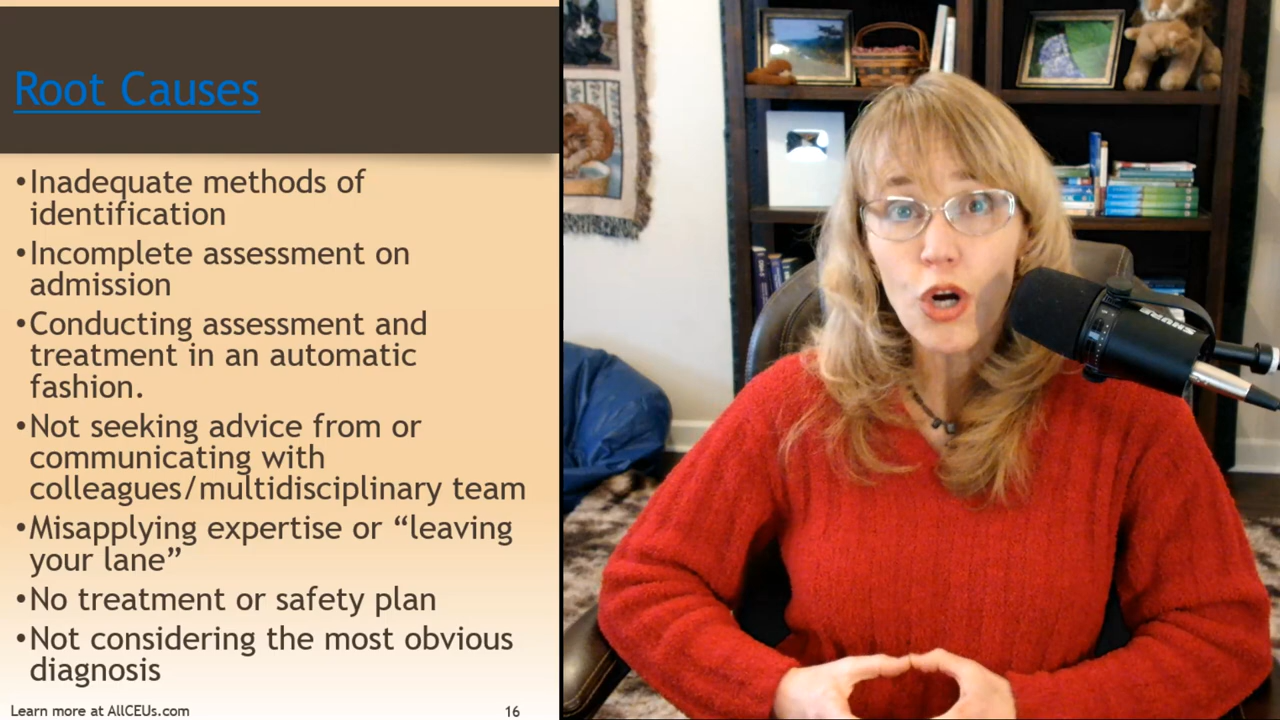 Root Causes
•Inadequate methods of
identification
•Incomplete assessment on
admission
•Conducting assessment and
treatment in an automatic
fashion.
•Not seeking advice from or
communicating with
colleagues/multidisciplinary team
•Misapplying expertise or “leaving
your lane”
•No treatment or safety plan
•Not considering the most obvious
diagnosis
Learn more at AllCEUs.com
16
SHURE